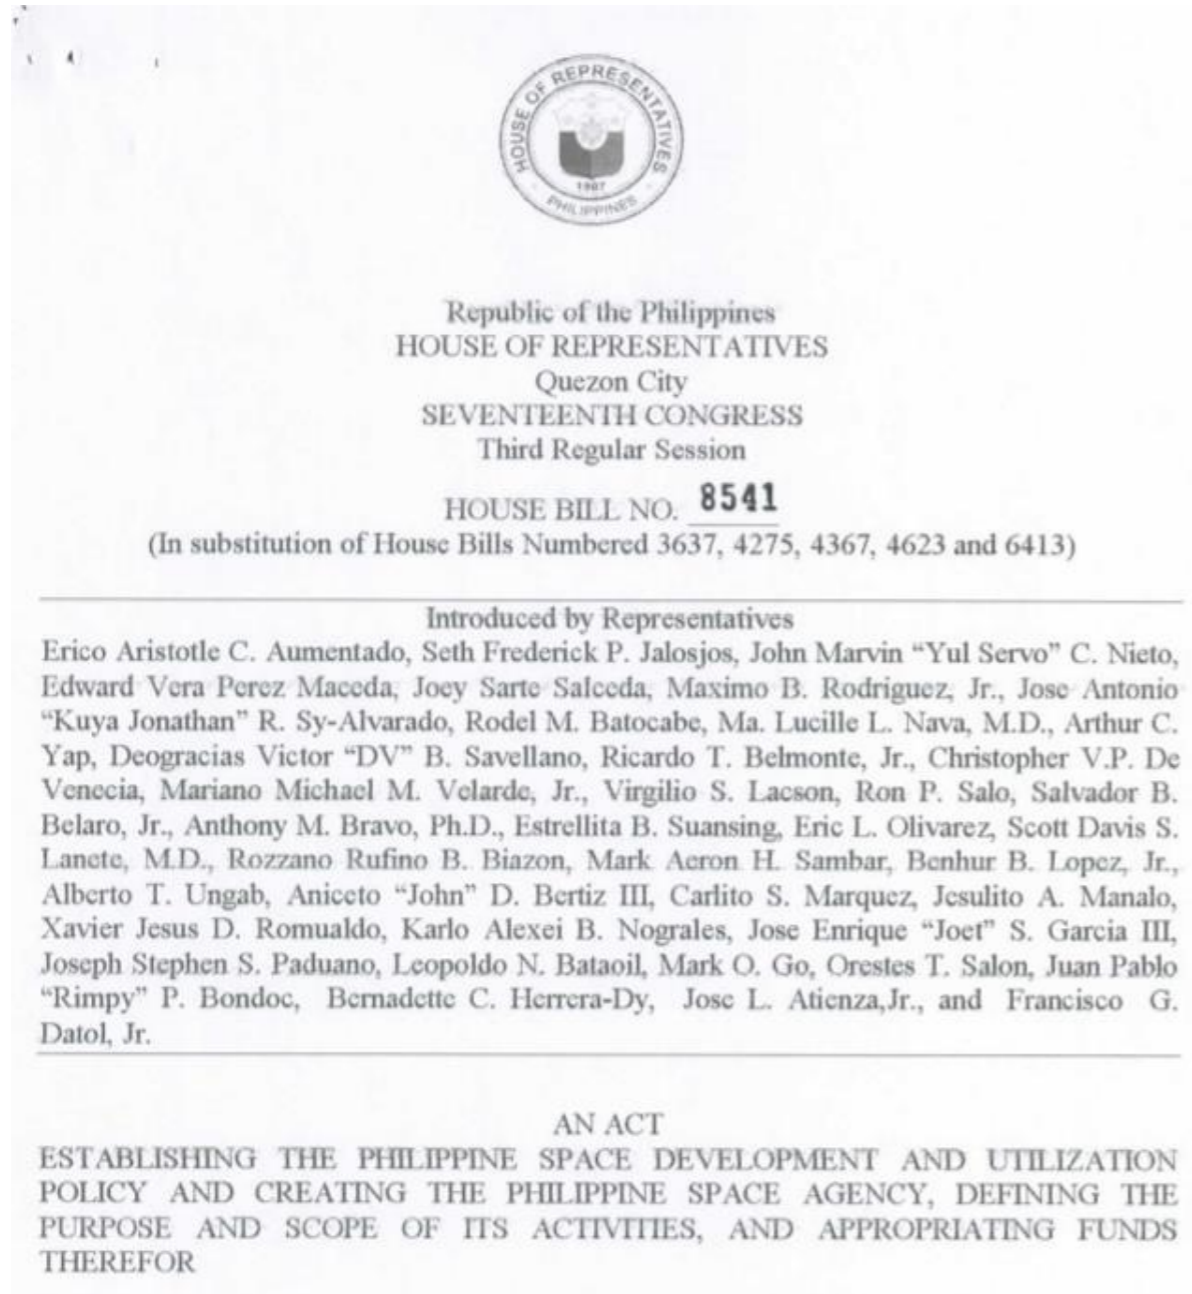 HOUSE OF REPRESENTATIVES
1907
PHILIPPINES
Republic of the Philippines
HOUSE OF REPRESENTATIVES
Quezon City
SEVENTEENTH CONGRESS
Third Regular Session
HOUSE BILL NO. 8541
(In substitution of House Bills Numbered 3637, 4275, 4367, 4623 and 6413)
Introduced by Representatives
Erico Aristotle C. Aumentado, Seth Frederick P. Jalosjos, John Marvin “Yul Servo” C. Nieto,
Edward Vera Perez Maceda, Joey Sarte Salceda, Maximo B. Rodriguez, Jr., Jose Antonio
“Kuya Jonathan” R. Sy-Alvarado, Rodel M. Batocabe, Ma. Lucille L. Nava, M.D., Arthur C.
Yap, Deogracias Victor “DV” B. Savellano, Ricardo T. Belmonte, Jr., Christopher V.P. De
Venecia, Mariano Michael M. Velarde, Jr., Virgilio S. Lacson, Ron P. Salo, Salvador B.
Belaro, Jr., Anthony M. Bravo, Ph.D., Estrellita B. Suansing, Eric L. Olivarez, Scott Davis S.
Lanete, M.D., Rozzano Rufino B. Biazon, Mark Aeron H. Sambar, Benhur B. Lopez, Jr.,
Alberto T. Ungab, Aniceto “John” D. Bertiz III, Carlito S. Marquez, Jesulito A. Manalo,
Xavier Jesus D. Romualdo, Karlo Alexei B. Nograles, Jose Enrique “Joet” S. Garcia III,
Joseph Stephen S. Paduano, Leopoldo N. Bataoil, Mark O. Go, Orestes T. Salon, Juan Pablo
“Rimpy” P. Bondoc, Bernadette C. Herrera-Dy, Jose L. Atienza,Jr., and Francisco G.
Datol, Jr.
AN ACT
ESTABLISHING THE PHILIPPINE SPACE DEVELOPMENT AND UTILIZATION
POLICY AND CREATING THE PHILIPPINE SPACE AGENCY, DEFINING THE
PURPOSE AND SCOPE OF ITS ACTIVITIES, AND APPROPRIATING FUNDS
THEREFOR